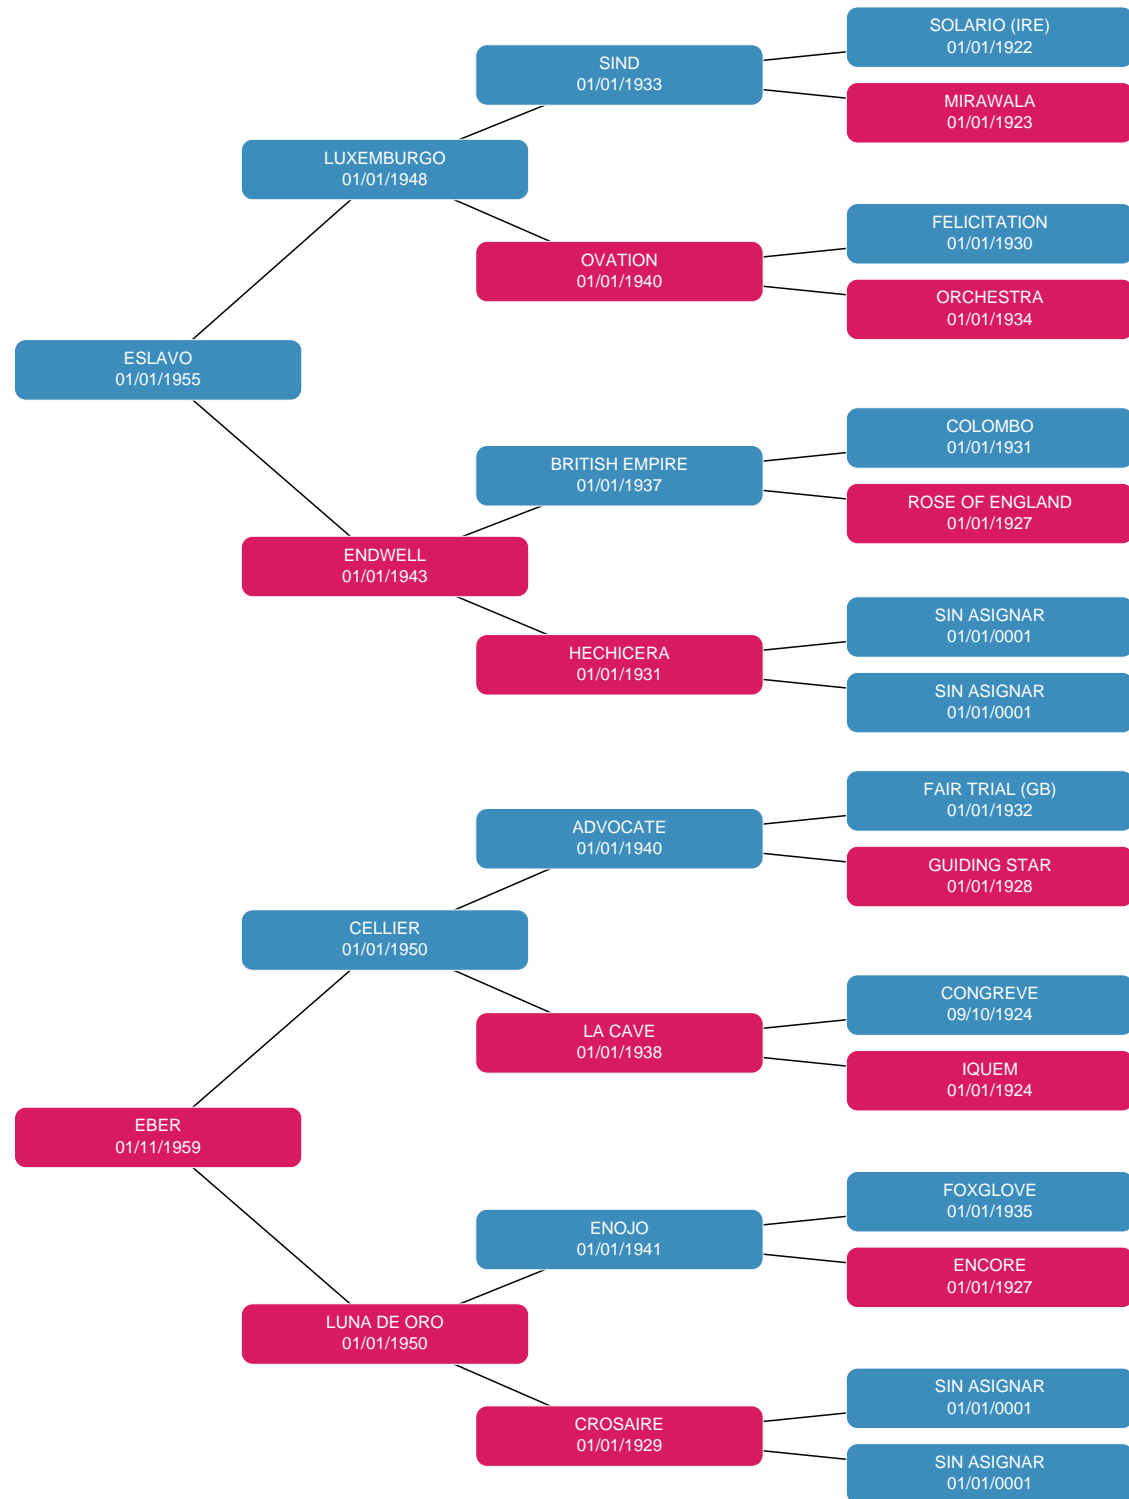 SOLARIO (IRE)
01/01/1922
SIND
01/01/1933
MIRAWALA
01/01/1923
LUXEMBURGO
01/01/1948
FELICITATION
01/01/1930
OVATION
01/01/1940
ORCHESTRA
01/01/1934
ESLAVO
01/01/1955
COLOMBO
01/01/1931
BRITISH EMPIRE
01/01/1937
ROSE OF ENGLAND
01/01/1927
ENDWELL
01/01/1943
SIN ASIGNAR
01/01/0001
HECHICERA
01/01/1931
SIN ASIGNAR
01/01/0001
FAIR TRIAL (GB)
01/01/1932
ADVOCATE
01/01/1940
GUIDING STAR
01/01/1928
CELLIER
01/01/1950
CONGREVE
09/10/1924
LA CAVE
01/01/1938
IQUEM
01/01/1924
EBER
01/11/1959
FOXGLOVE
01/01/1935
ENOJO
01/01/1941
ENCORE
01/01/1927
LUNA DE ORO
01/01/1950
SIN ASIGNAR
01/01/0001
CROSAIRE
01/01/1929
SIN ASIGNAR
01/01/0001